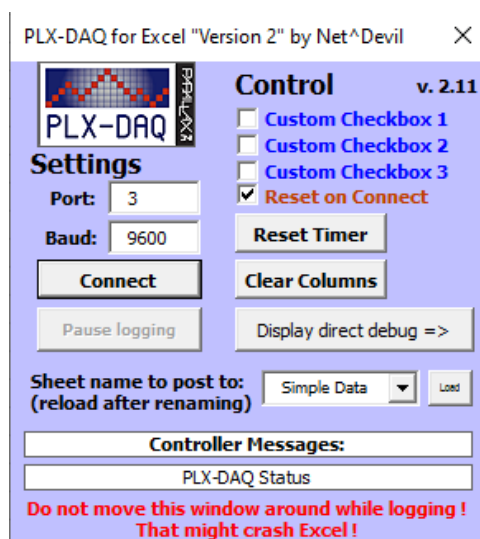 PLX-DAQ for Excel "Version 2" by Net^Devil
PLX-DAQ
PARALLAX
Control v. 2.11
Custom Checkbox 1
Custom Checkbox 2
Custom Checkbox 3
Reset on Connect
Settings
Port: 3
Baud: 9600
Reset Timer
Connect
Clear Columns
Pause logging
Display direct debug =>
Sheet name to post to:
(reload after renaming)
Simple Data
Load
Controller Messages:
PLX-DAQ Status
Do not move this window around while logging !
That might crash Excel !